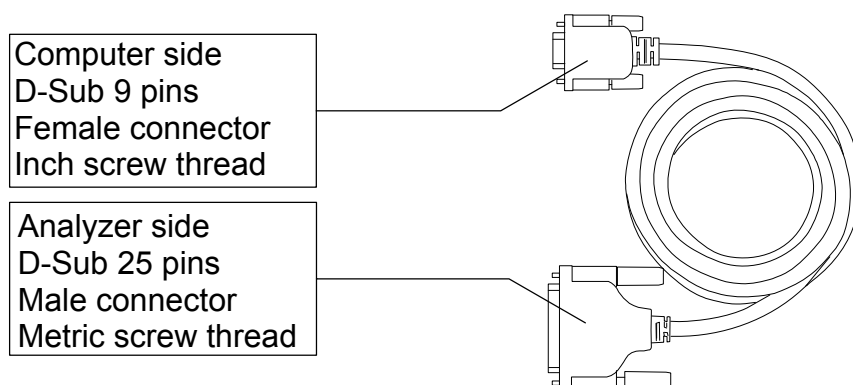 Computer side
D-Sub 9 pins
Female connector
Inch screw thread
Analyzer side
D-Sub 25 pins
Male connector
Metric screw thread